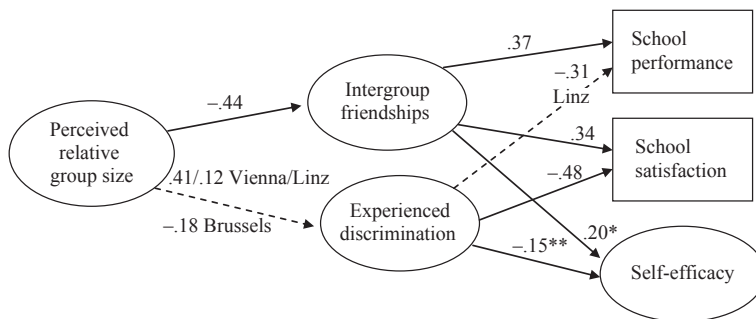 .37
School
performance
–.31
Linz
Intergroup
friendships
–.44
Perceived
relative
group size
.34
School
satisfaction
.41/.12 Vienna/Linz
–.48
–.18 Brussels
Experienced
discrimination
.20*
–.15**
Self-efficacy